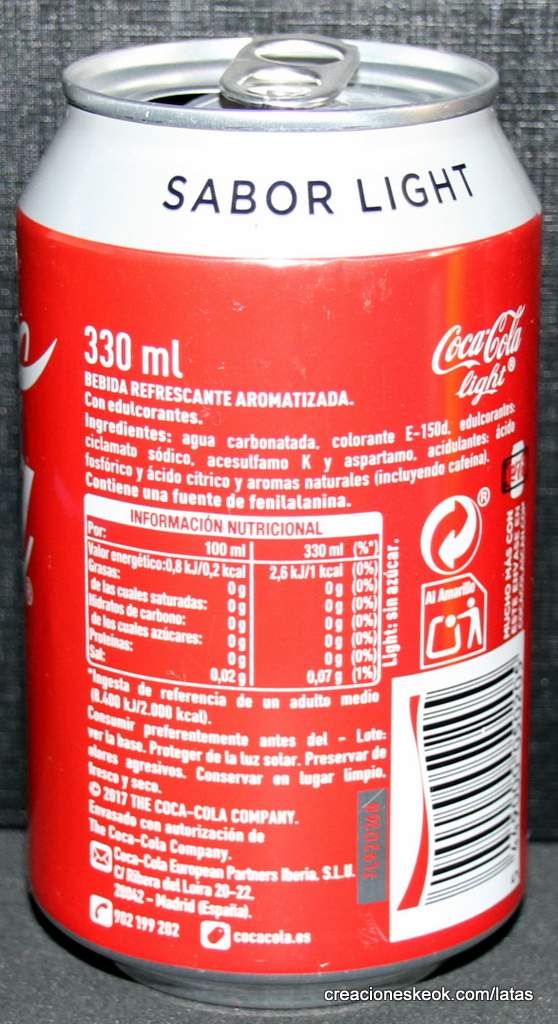 SABOR LIGHT
330 ml
Coca-Cola
light®
BEBIDA REFRESCANTE AROMATIZADA.
Con edulcorantes.
Ingredientes: agua carbonatada, colorante E-150d, edulcorantes:
ciclamato sódico, acesulfamo K y aspartamo, acidulantes: ácido
fosfórico y ácido cítrico y aromas naturales (incluyendo cafeína).
Contiene una fuente de fenilalanina.
INFORMACIÓN NUTRICIONAL
Por: 100 ml 330 ml (%*)
Valor energético: 0,8 kJ/0,2 kcal 2,6 kJ/1 kcal (0%)
Grasas: 0 g 0 g (0%)
de las cuales saturadas: 0 g 0 g (0%)
Hidratos de carbono: 0 g 0 g (0%)
de los cuales azúcares: 0 g 0 g (0%)
Proteínas: 0 g 0 g (0%)
Sal: 0,02 g 0,07 g (1%)
Light: sin azúcar.
®
Al Amarillo
MUCHO MÁS CON
ESTE ENVASE EN
*Ingesta de referencia de un adulto medio
(8.400 kJ/2.000 kcal).
Consumir preferentemente antes del - Lote:
ver la base. Proteger de la luz solar. Preservar de
olores agresivos. Conservar en lugar limpio,
fresco y seco.
© 2017 THE COCA-COLA COMPANY.
Envasado con autorización de
The Coca-Cola Company.
Coca-Cola European Partners Iberia, S.L.U.
C/ Ribera del Loira 20-22.
28042 - Madrid (España).
902 199 202
cocacola.es
creacioneskeok.com/latas